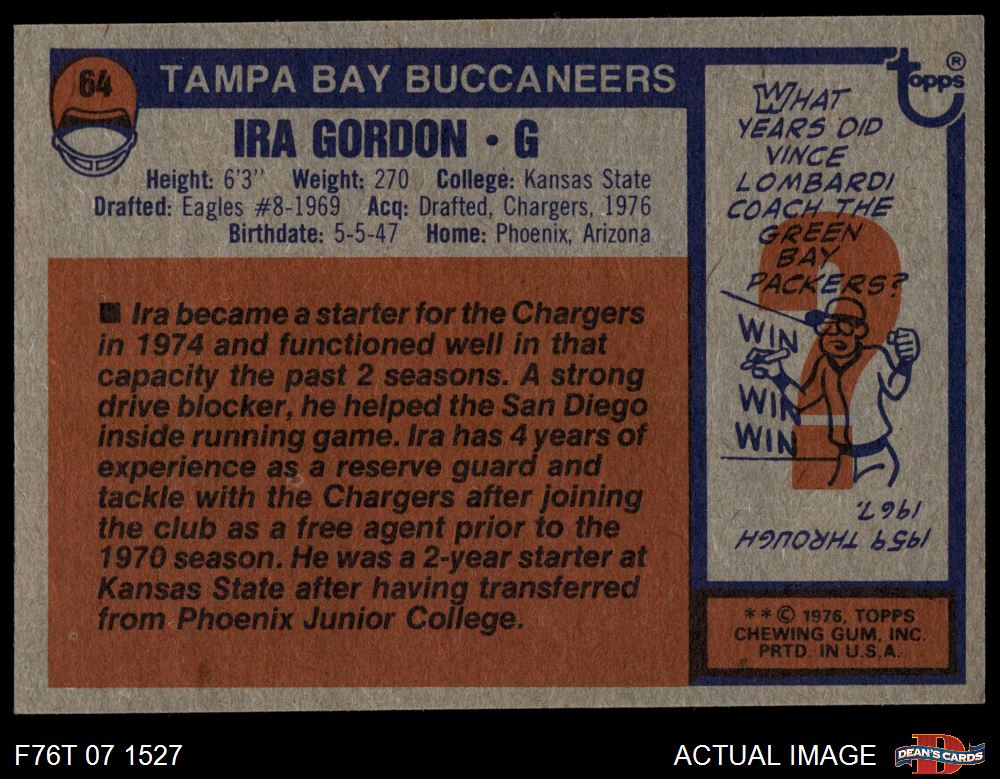 64
TAMPA BAY BUCCANEERS
IRA GORDON • G
Height: 6'3" Weight: 270 College: Kansas State
Drafted: Eagles #8-1969 Acq: Drafted, Chargers, 1976
Birthdate: 5-5-47 Home: Phoenix, Arizona
■ Ira became a starter for the Chargers
in 1974 and functioned well in that
capacity the past 2 seasons. A strong
drive blocker, he helped the San Diego
inside running game. Ira has 4 years of
experience as a reserve guard and
tackle with the Chargers after joining
the club as a free agent prior to the
1970 season. He was a 2-year starter at
Kansas State after having transferred
from Phoenix Junior College.
topps®
WHAT
YEARS DID
VINCE
LOMBARDI
COACH THE
GREEN
BAY
PACKERS?
?
WIN
WIN
WIN
1959 THROUGH
1967.
**© 1976, TOPPS
CHEWING GUM, INC.
PRTD. IN U.S.A.
F76T 07 1527
ACTUAL IMAGE
D
DEAN'S CARDS